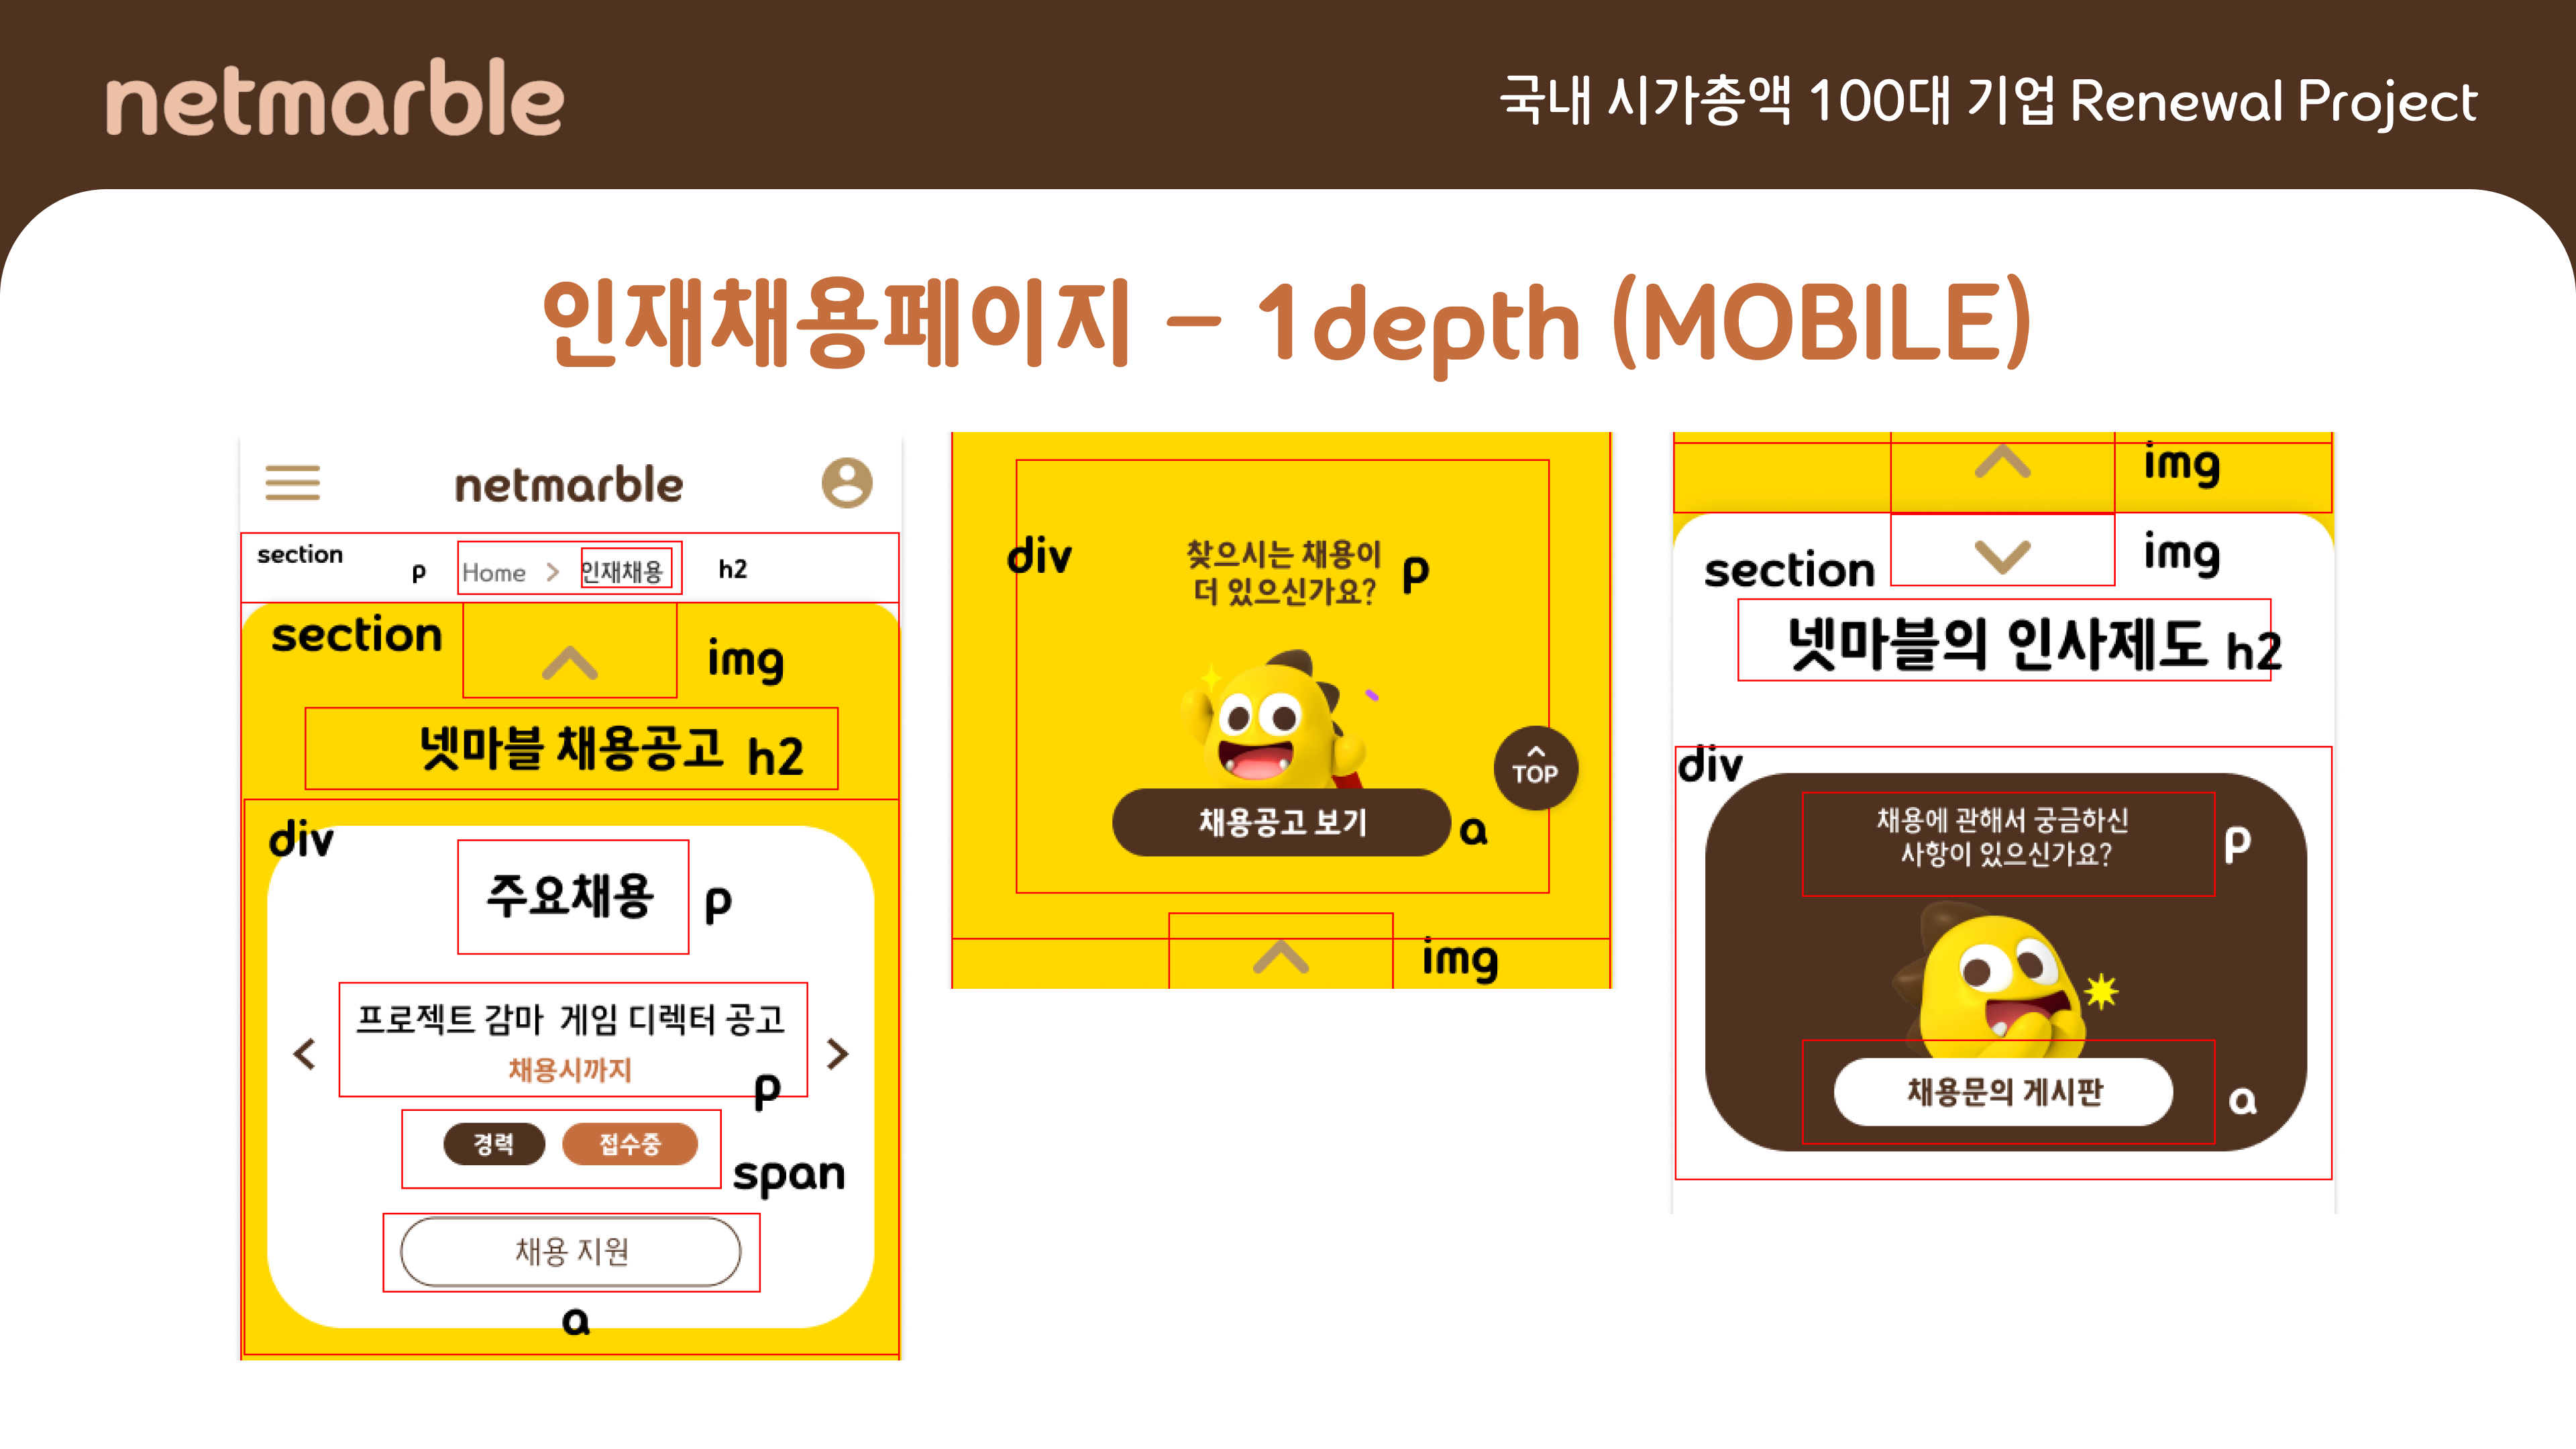 netmarble
국내 시가총액 100대 기업 Renewal Project
인재채용페이지 – 1depth (MOBILE)
netmarble
section
p
Home > 인재채용
h2
section
img
넷마블 채용공고
h2
div
주요채용
p
프로젝트 감마 게임 디렉터 공고
채용시까지
p
경력
접수중
span
채용 지원
a
div
찾으시는 채용이
더 있으신가요?
p
TOP
채용공고 보기
a
img
img
img
section
넷마블의 인사제도
h2
div
채용에 관해서 궁금하신
사항이 있으신가요?
p
채용문의 게시판
a